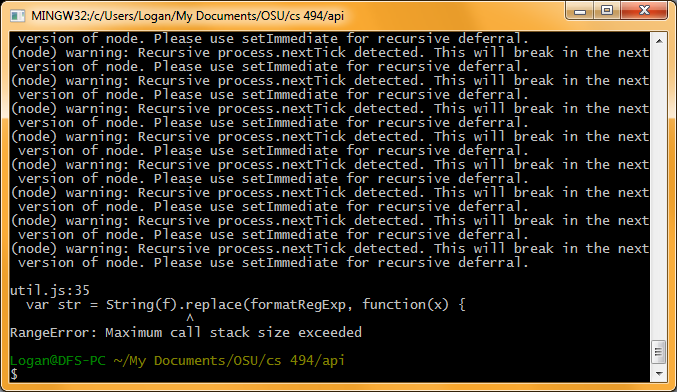 MINGW32:/c/Users/Logan/My Documents/OSU/cs 494/api
version of node. Please use setImmediate for recursive deferral.
(node) warning: Recursive process.nextTick detected. This will break in the next
version of node. Please use setImmediate for recursive deferral.
(node) warning: Recursive process.nextTick detected. This will break in the next
version of node. Please use setImmediate for recursive deferral.
(node) warning: Recursive process.nextTick detected. This will break in the next
version of node. Please use setImmediate for recursive deferral.
(node) warning: Recursive process.nextTick detected. This will break in the next
version of node. Please use setImmediate for recursive deferral.
(node) warning: Recursive process.nextTick detected. This will break in the next
version of node. Please use setImmediate for recursive deferral.
(node) warning: Recursive process.nextTick detected. This will break in the next
version of node. Please use setImmediate for recursive deferral.
(node) warning: Recursive process.nextTick detected. This will break in the next
version of node. Please use setImmediate for recursive deferral.
(node) warning: Recursive process.nextTick detected. This will break in the next
version of node. Please use setImmediate for recursive deferral.

util.js:35
  var str = String(f).replace(formatRegExp, function(x) {
                      ^
RangeError: Maximum call stack size exceeded

Logan@DFS-PC ~/My Documents/OSU/cs 494/api
$